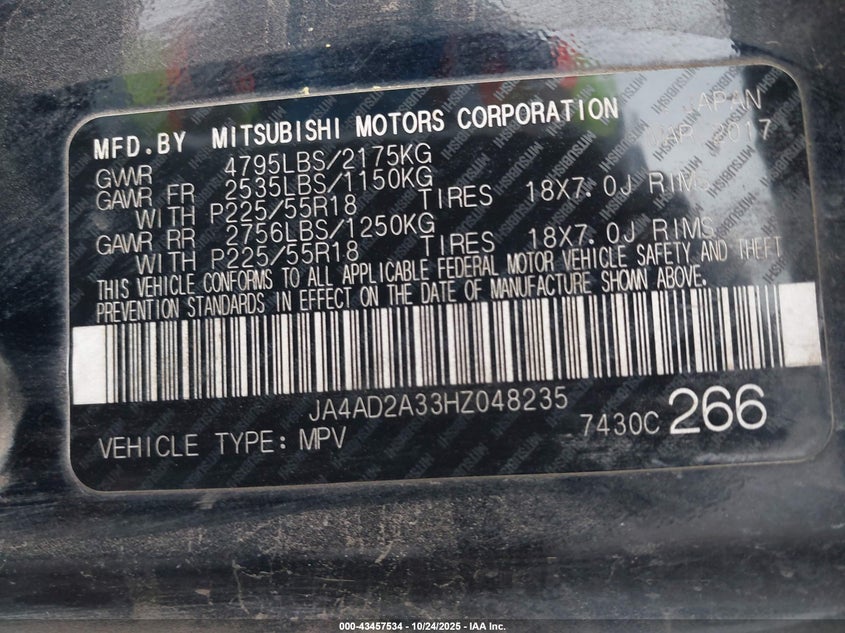 MFD.BY MITSUBISHI MOTORS CORPORATION JAPAN
GWWR 4795LBS/2175KG MAR 2017
GAWR FR 2535LBS/1150KG
WITH P225/55R18 TIRES 18X7.0J RIMS
GAWR RR 2756LBS/1250KG
WITH P225/55R18 TIRES 18X7.0J RIMS
THIS VEHICLE CONFORMS TO ALL APPLICABLE FEDERAL MOTOR VEHICLE SAFETY AND THEFT
PREVENTION STANDARDS IN EFFECT ON THE DATE OF MANUFACTURE SHOWN ABOVE.
JA4AD2A33HZ048235
VEHICLE TYPE: MPV 7430C 266
000-43457534 - 10/24/2025 - IAA Inc.